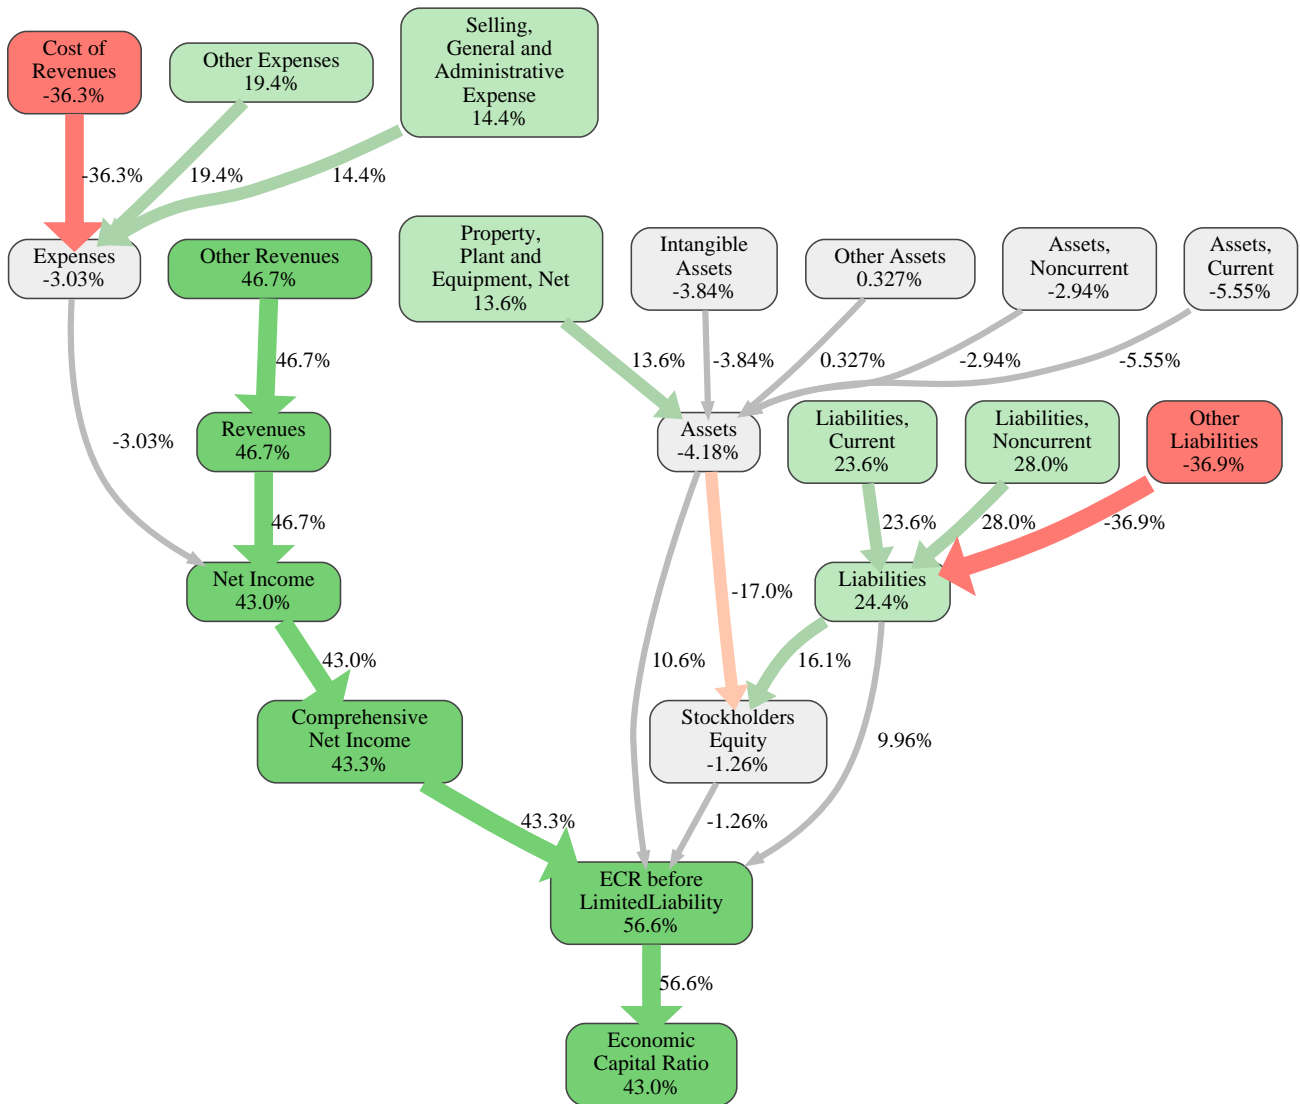 Cost of
Revenues
-36.3%
Other Expenses
19.4%
Selling,
General and
Administrative
Expense
14.4%
-36.3%
19.4%
14.4%
Expenses
-3.03%
Other Revenues
46.7%
Property,
Plant and
Equipment, Net
13.6%
Intangible
Assets
-3.84%
Other Assets
0.327%
Assets,
Noncurrent
-2.94%
Assets,
Current
-5.55%
46.7%
13.6%
-3.84%
0.327%
-2.94%
-5.55%
-3.03%
Revenues
46.7%
Assets
-4.18%
Liabilities,
Current
23.6%
Liabilities,
Noncurrent
28.0%
Other
Liabilities
-36.9%
46.7%
23.6%
28.0%
-36.9%
Net Income
43.0%
-17.0%
Liabilities
24.4%
43.0%
10.6%
16.1%
Comprehensive
Net Income
43.3%
Stockholders
Equity
-1.26%
9.96%
43.3%
-1.26%
ECR before
LimitedLiability
56.6%
56.6%
Economic
Capital Ratio
43.0%